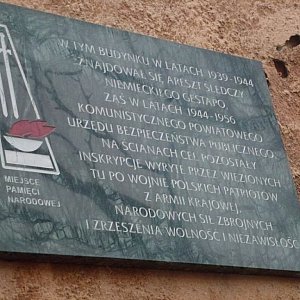 W TYM BUDYNKU W LATACH 1939-1944
ZNAJDOWAŁ SIĘ ARESZT ŚLEDCZY
NIEMIECKIEGO GESTAPO,
ZAŚ W LATACH 1944-1956
KOMUNISTYCZNEGO POWIATOWEGO
URZĘDU BEZPIECZEŃSTWA PUBLICZNEGO.
NA ŚCIANACH CEL POZOSTAŁY
INSKRYPCJE WYRYTE PRZEZ WIĘZIONYCH
TU PO WOJNIE POLSKICH PATRIOTÓW
Z ARMII KRAJOWEJ,
NARODOWYCH SIŁ ZBROJNYCH
I ZRZESZENIA WOLNOŚĆ I NIEZAWISŁOŚĆ
MIEJSCE
PAMIĘCI
NARODOWEJ